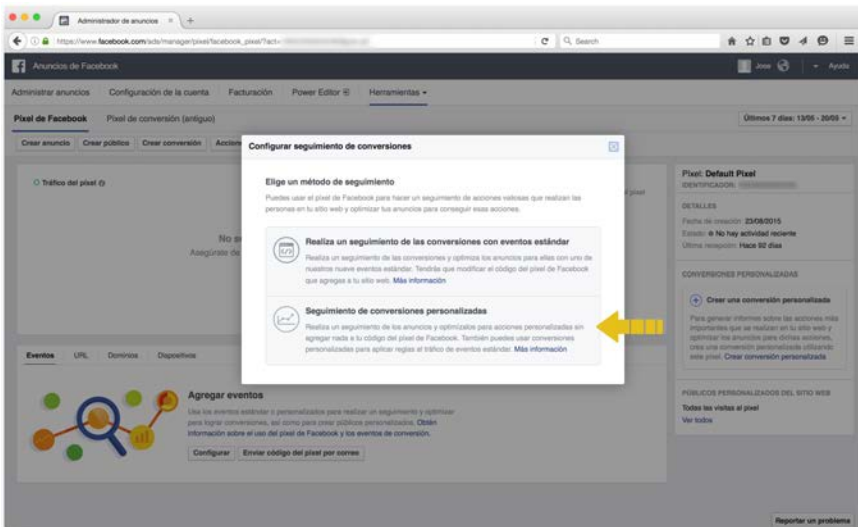 Administrador de anuncios
https://www.facebook.com/ads/manager/pixel/facebook_pixel/?act=
Search
Anuncios de Facebook
Jose
Ayuda
Administrar anuncios Configuración de la cuenta Facturación Power Editor Herramientas
Píxel de Facebook Píxel de conversión (antiguo)
Últimos 7 días: 13/05 - 20/05
Crear anuncio Crear público Crear conversión
Configurar seguimiento de conversiones
Tráfico del píxel
Elige un método de seguimiento
Puedes usar el píxel de Facebook para hacer un seguimiento de acciones valiosas que realizan las
personas en tu sitio web y optimizar tus anuncios para conseguir esas acciones.
Realiza un seguimiento de las conversiones con eventos estándar
Realiza un seguimiento de las conversiones y optimiza los anuncios para ellas con uno de
nuestros nueve eventos estándar. Tendrás que modificar el código del píxel de Facebook
que agregas a tu sitio web. Más información
Seguimiento de conversiones personalizadas
Realiza un seguimiento de los anuncios y optimízalos para acciones personalizadas sin
agregar nada a tu código del píxel de Facebook. También puedes usar conversiones
personalizadas para aplicar reglas al tráfico de eventos estándar. Más información
Asegúrate de
Píxel: Default Pixel
IDENTIFICADOR:
DETALLES
Fecha de creación: 23/08/2015
Estado: No hay actividad reciente
Última recepción: Hace 92 días
CONVERSIONES PERSONALIZADAS
Crear una conversión personalizada
Para generar informes sobre las acciones más
importantes que se realizan en tu sitio web y
optimizar los anuncios para dichas acciones,
crea una conversión personalizada utilizando
este píxel. Crear conversión personalizada
PÚBLICOS PERSONALIZADOS DEL SITIO WEB
Todas las visitas al píxel
Ver todos
Eventos URL Dominios Dispositivos
Agregar eventos
Usa los eventos estándar o personalizados para realizar un seguimiento y optimizar
para lograr conversiones, así como para crear públicos personalizados. Obtén
información sobre el uso del píxel de Facebook y los eventos de conversión.
Configurar Enviar código del píxel por correo
Reportar un problema